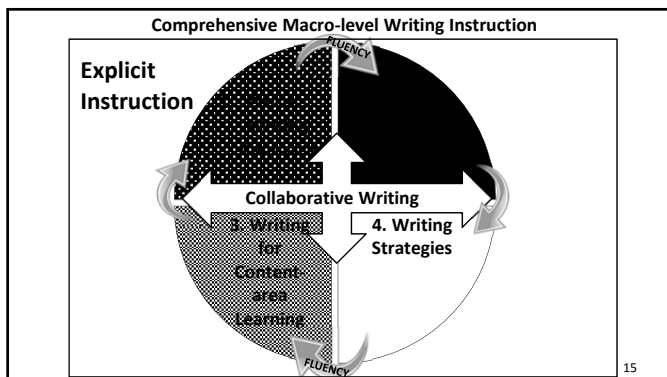 Comprehensive Macro-level Writing Instruction
FLUENCY
Explicit
Instruction
Collaborative Writing
3. Writing
for
Content-
area
Learning
4. Writing
Strategies
FLUENCY
15